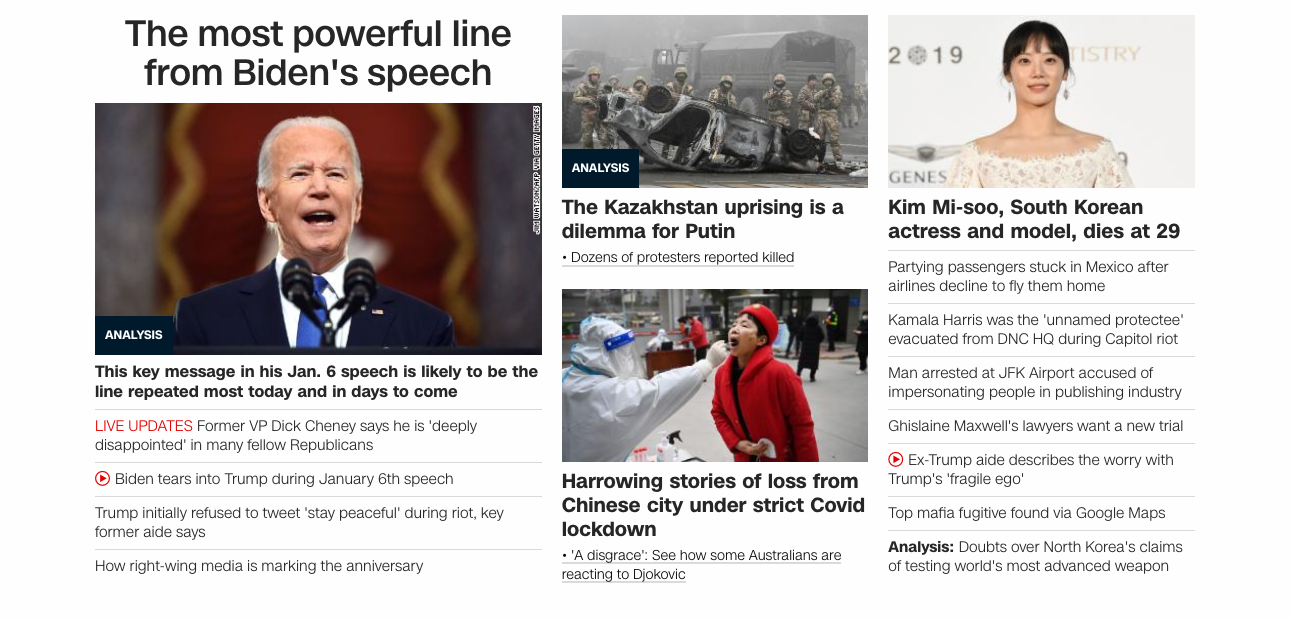 The most powerful line
from Biden's speech
JIM WATSON/AFP VIA GETTY IMAGES
ANALYSIS
This key message in his Jan. 6 speech is likely to be the
line repeated most today and in days to come
LIVE UPDATES Former VP Dick Cheney says he is 'deeply
disappointed' in many fellow Republicans
Biden tears into Trump during January 6th speech
Trump initially refused to tweet 'stay peaceful' during riot, key
former aide says
How right-wing media is marking the anniversary
ANALYSIS
The Kazakhstan uprising is a
dilemma for Putin
• Dozens of protesters reported killed
Harrowing stories of loss from
Chinese city under strict Covid
lockdown
• 'A disgrace': See how some Australians are
reacting to Djokovic
2019
TISTRY
GENES
9
Kim Mi-soo, South Korean
actress and model, dies at 29
Partying passengers stuck in Mexico after
airlines decline to fly them home
Kamala Harris was the 'unnamed protectee'
evacuated from DNC HQ during Capitol riot
Man arrested at JFK Airport accused of
impersonating people in publishing industry
Ghislaine Maxwell's lawyers want a new trial
Ex-Trump aide describes the worry with
Trump's 'fragile ego'
Top mafia fugitive found via Google Maps
Analysis: Doubts over North Korea's claims
of testing world's most advanced weapon